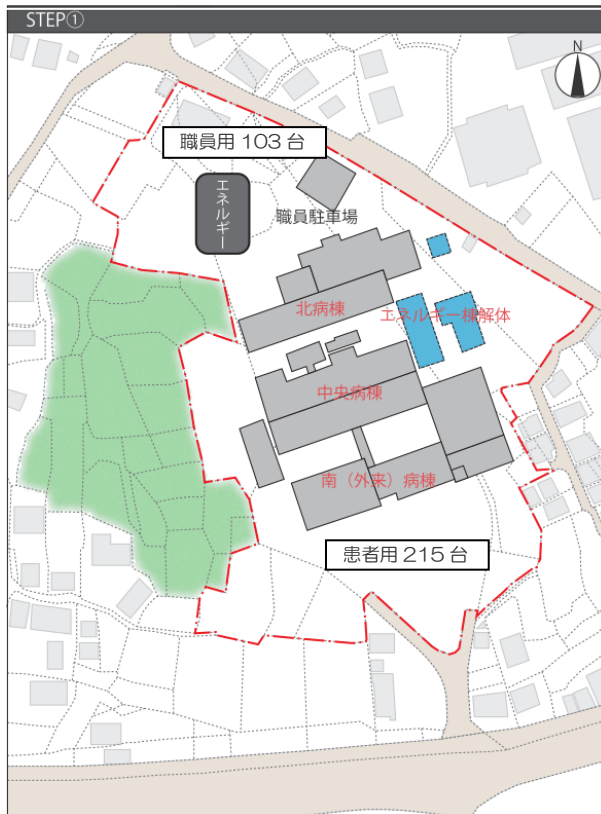 STEP①
N
職員用 103 台
エネルギー
職員駐車場
北病棟
エネルギー棟解体
中央病棟
南（外来）病棟
患者用 215 台